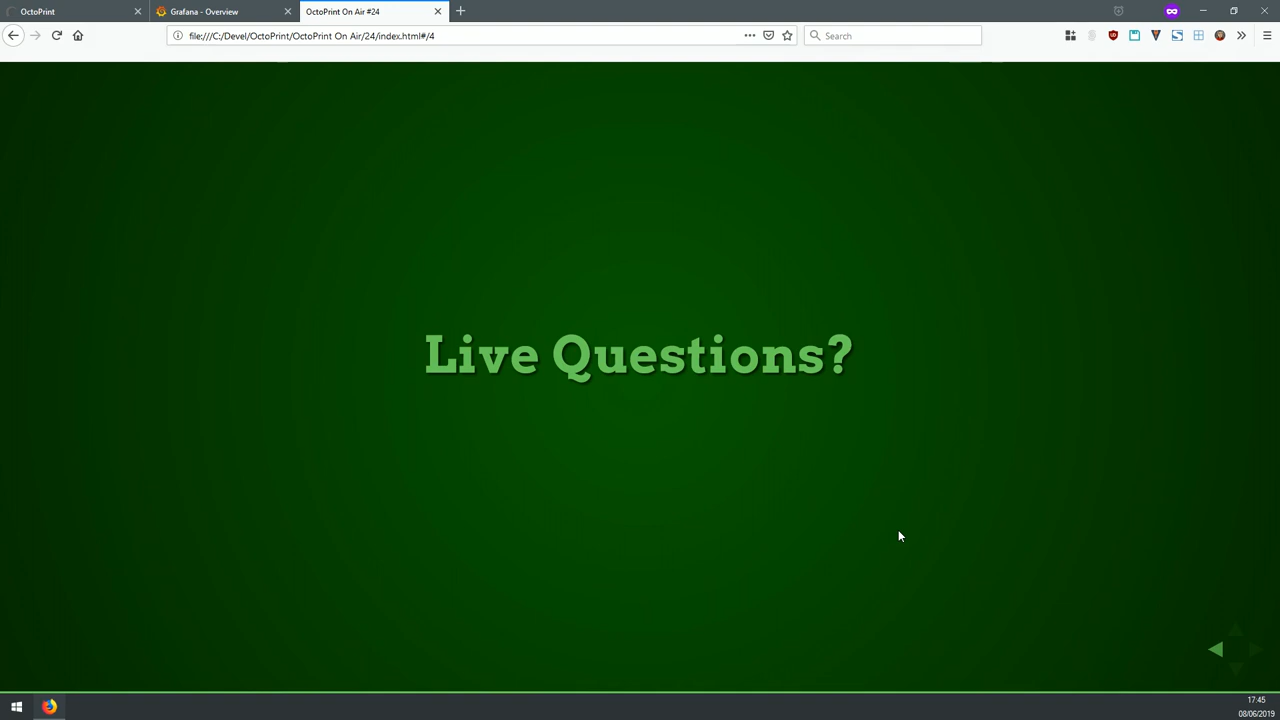 OctoPrint
Grafana - Overview
OctoPrint On Air #24
file:///C:/Devel/OctoPrint/OctoPrint On Air/24/index.html#/4
Search
Live Questions?
17:45
08/06/2019